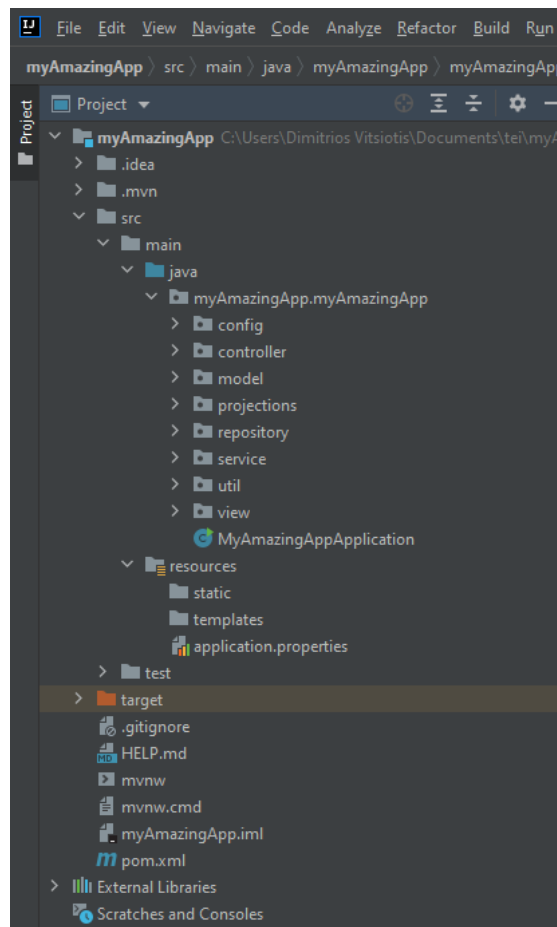 IJ File Edit View Navigate Code Analyze Refactor Build Run
myAmazingApp 〉 src 〉 main 〉 java 〉 myAmazingApp 〉 myAmazingAp
Project
Project
myAmazingApp C:\Users\Dimitrios Vitsiotis\Documents\tei\myA
.idea
.mvn
src
main
java
myAmazingApp.myAmazingApp
config
controller
model
projections
repository
service
util
view
MyAmazingAppApplication
resources
static
templates
application.properties
test
target
.gitignore
HELP.md
mvnw
mvnw.cmd
myAmazingApp.iml
pom.xml
External Libraries
Scratches and Consoles